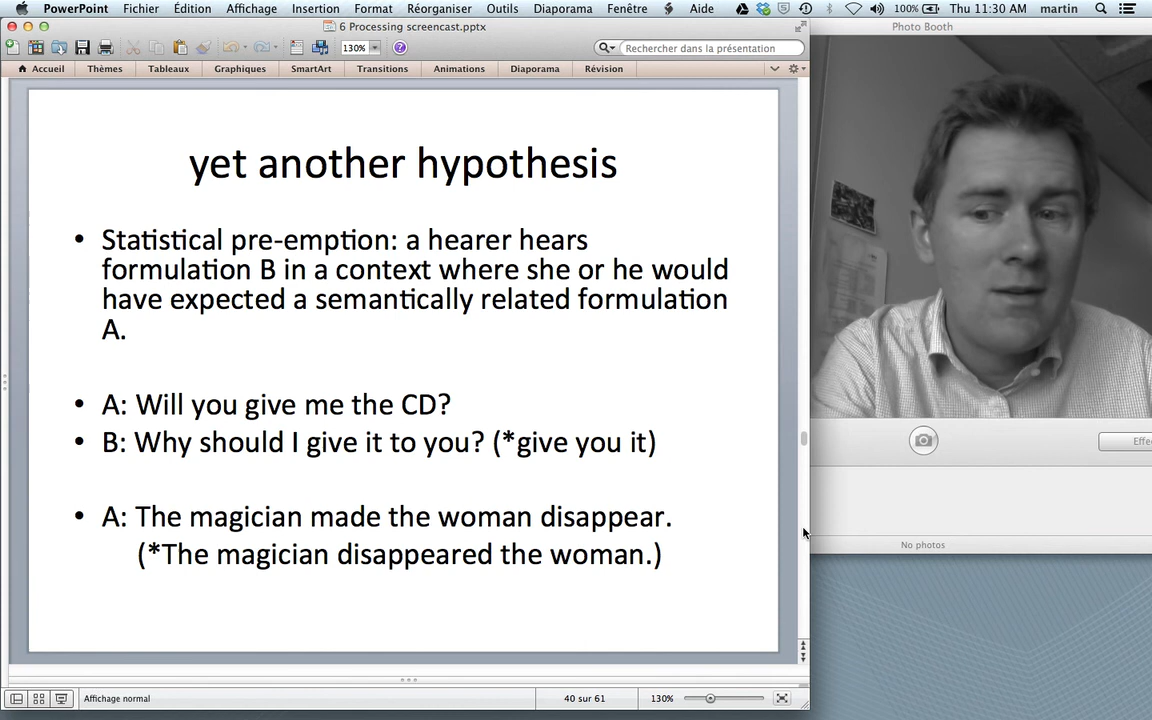 PowerPoint Fichier Édition Affichage Insertion Format Réorganiser Outils Diaporama Fenêtre Aide 100% Thu 11:30 AM martin
6 Processing screencast.pptx
Photo Booth
130% Rechercher dans la présentation
Accueil Thèmes Tableaux Graphiques SmartArt Transitions Animations Diaporama Révision
yet another hypothesis
• Statistical pre-emption: a hearer hears
formulation B in a context where she or he would
have expected a semantically related formulation
A.
• A: Will you give me the CD?
• B: Why should I give it to you? (*give you it)
• A: The magician made the woman disappear.
(*The magician disappeared the woman.)
Effe
No photos
Affichage normal 40 sur 61 130%